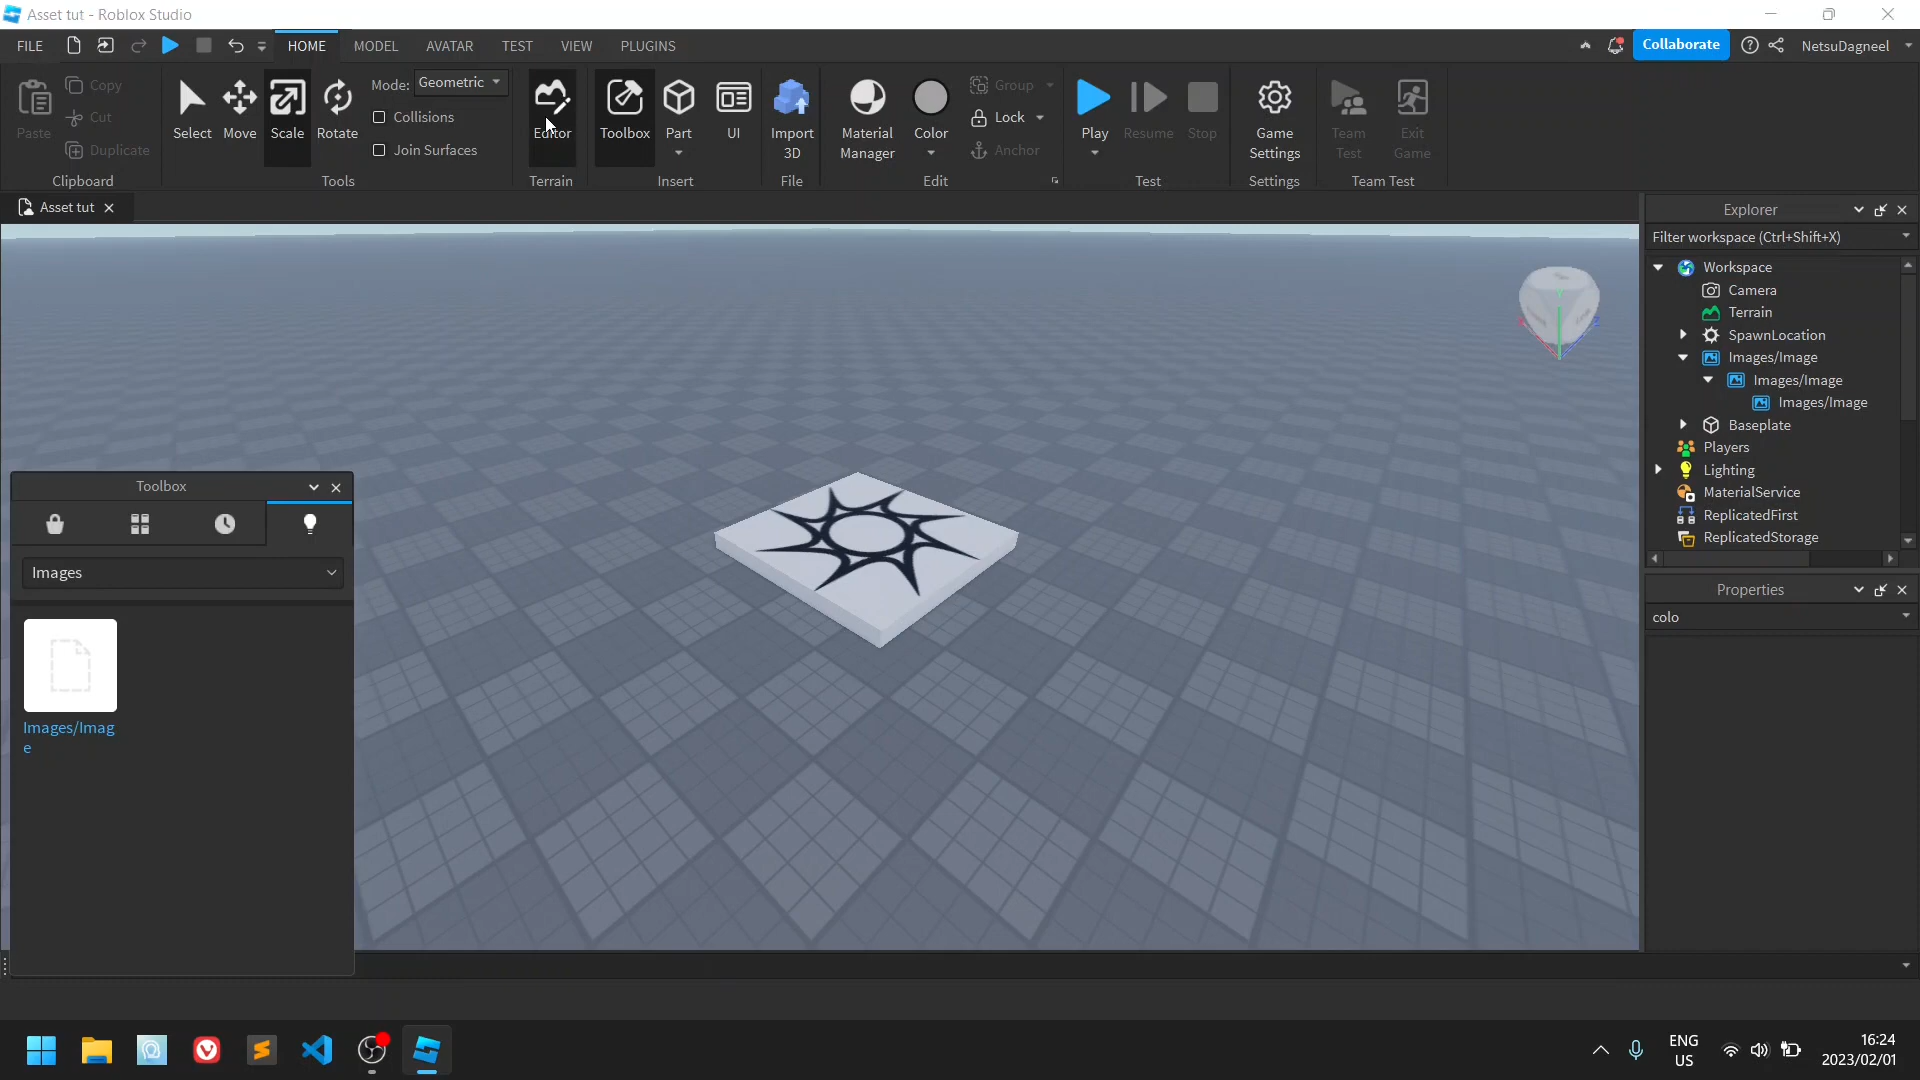 Asset tut - Roblox Studio
FILE
HOME
MODEL
AVATAR
TEST
VIEW
PLUGINS
Collaborate
NetsuDagneel
Paste
Copy
Cut
Duplicate
Clipboard
Select
Move
Scale
Rotate
Mode: Geometric
Collisions
Join Surfaces
Tools
Editor
Terrain
Toolbox
Part
UI
Insert
Import
3D
File
Material
Manager
Color
Group
Lock
Anchor
Edit
Play
Resume
Stop
Test
Game
Settings
Settings
Team
Test
Exit
Game
Team Test
Asset tut
Explorer
Filter workspace (Ctrl+Shift+X)
Workspace
Camera
Terrain
SpawnLocation
Images/Image
Images/Image
Images/Image
Baseplate
Players
Lighting
MaterialService
ReplicatedFirst
ReplicatedStorage
Properties
colo
Toolbox
Images
Images/Imag
e
ENG
US
16:24
2023/02/01